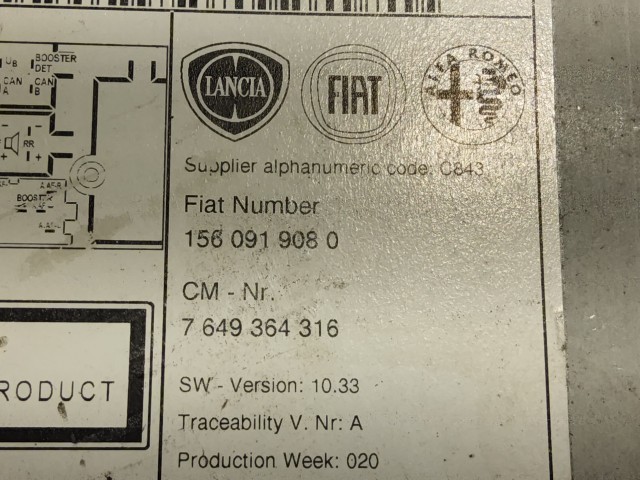 UB
BOOSTER
DET
CAN
A
CAN
B
RR
BOOSTER
LANCIA
FIAT
ALFA ROMEO
Supplier alphanumeric code: C843
Fiat Number
156 091 908 0
CM - Nr.
7 649 364 316
RODUCT
SW - Version: 10.33
Traceability V. Nr: A
Production Week: 020